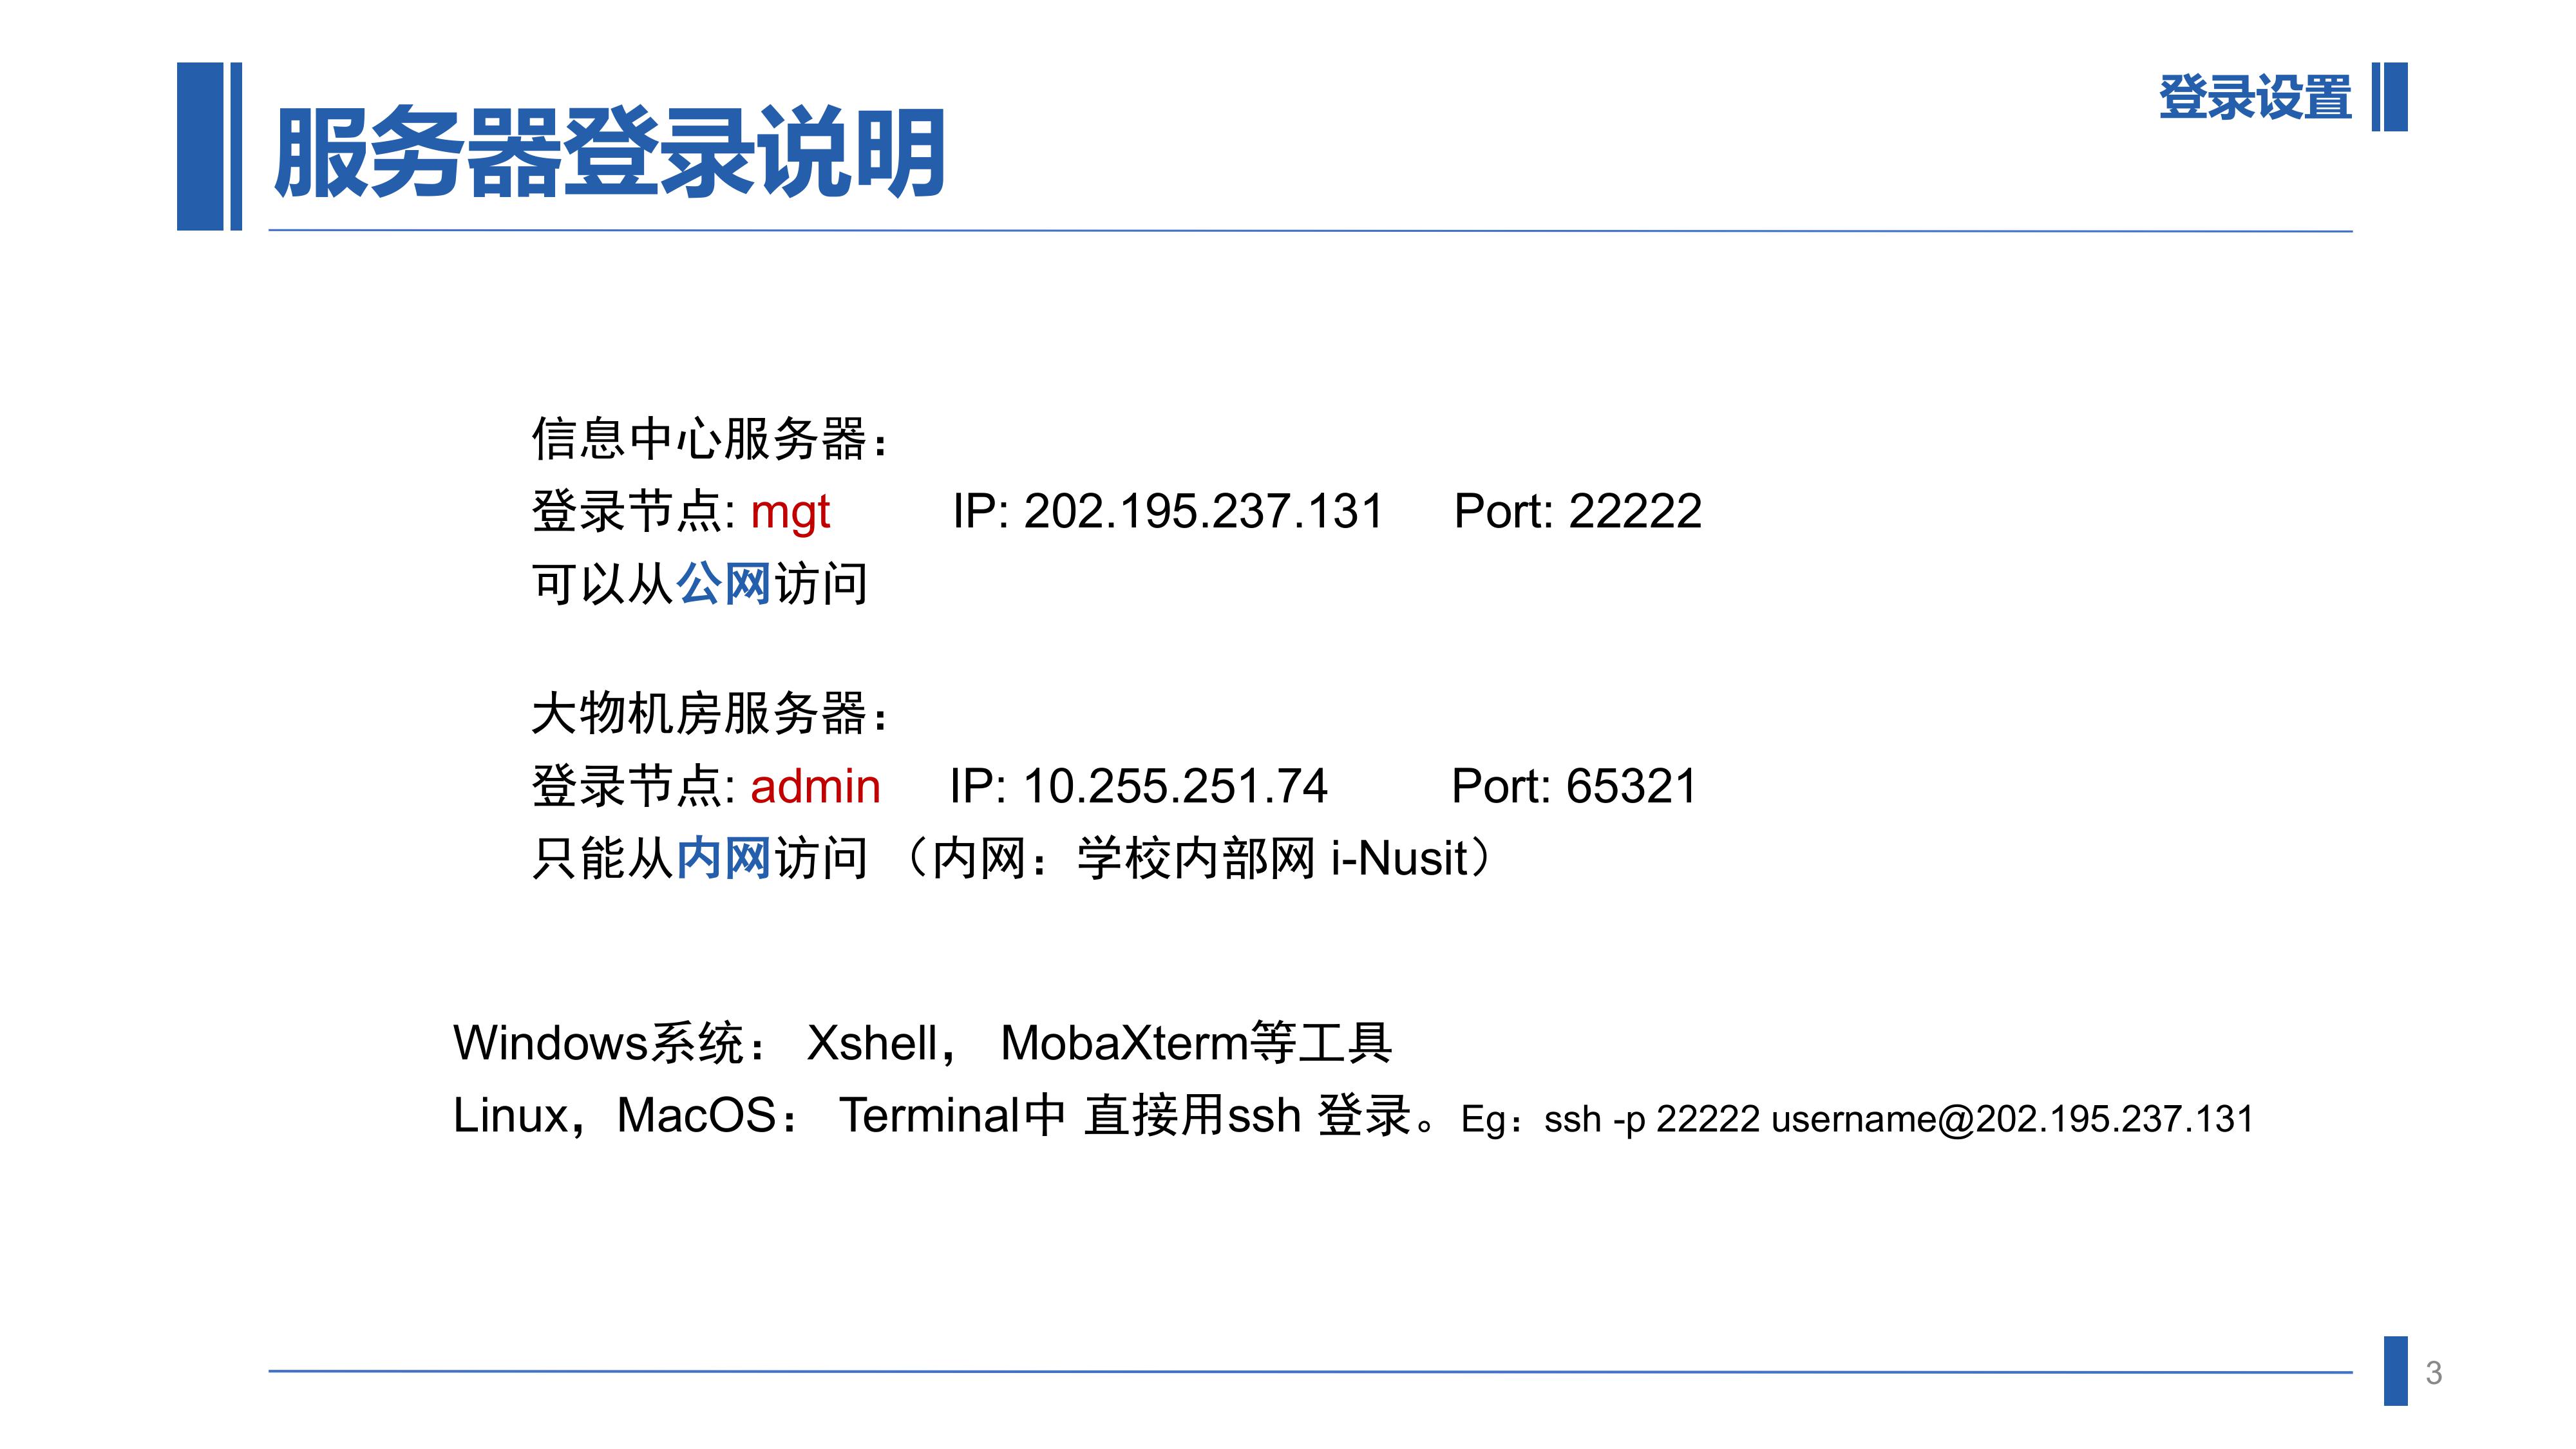 登录设置
服务器登录说明
信息中心服务器：
登录节点: mgt IP: 202.195.237.131 Port: 22222
可以从公网访问
大物机房服务器：
登录节点: admin IP: 10.255.251.74 Port: 65321
只能从内网访问 （内网：学校内部网 i-Nusit）
Windows系统： Xshell， MobaXterm等工具
Linux，MacOS： Terminal中 直接用ssh 登录。Eg：ssh -p 22222 username@202.195.237.131
3